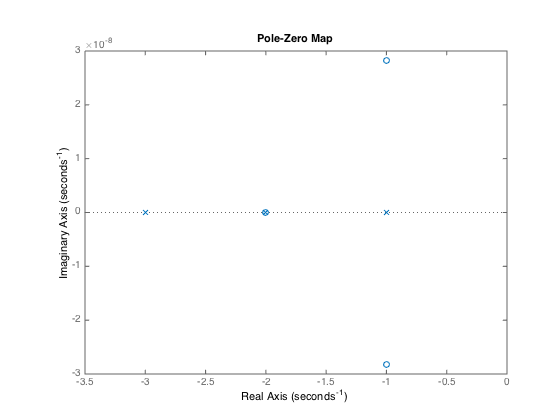 Pole-Zero Map
×10⁻⁸
3
2
1
0
-1
-2
-3
Imaginary Axis (seconds⁻¹)
-3.5 -3 -2.5 -2 -1.5 -1 -0.5 0
Real Axis (seconds⁻¹)